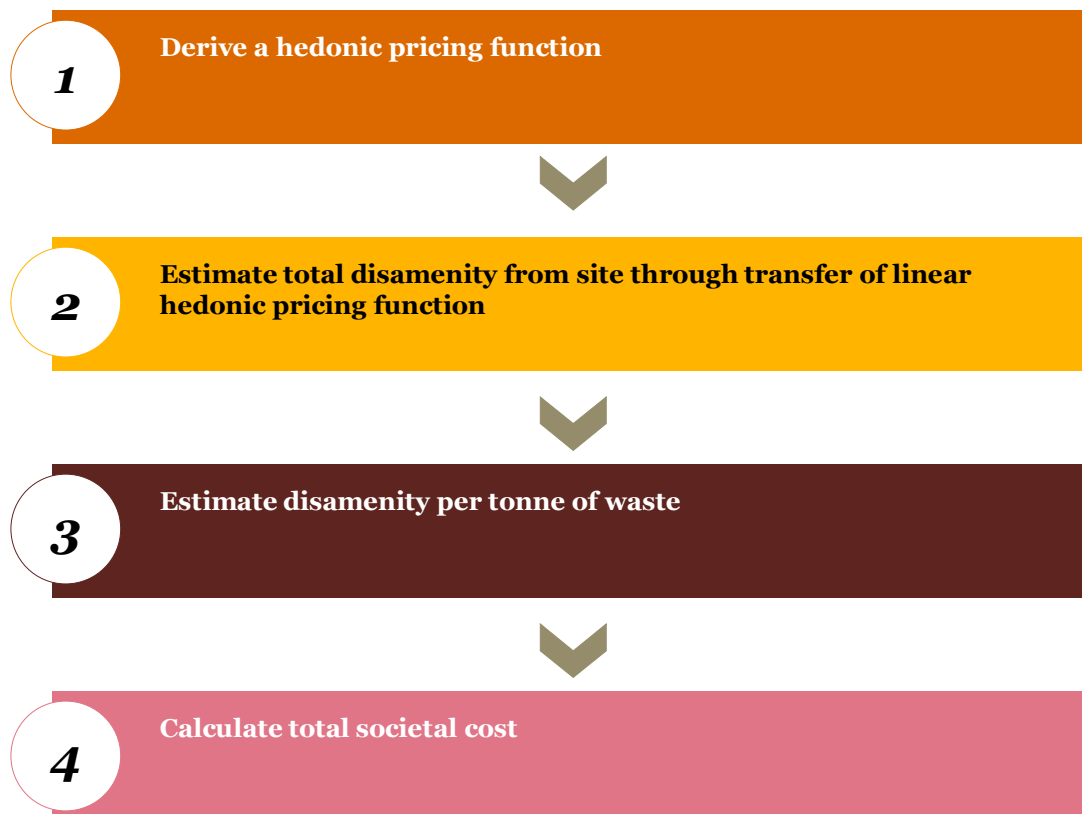 1
Derive a hedonic pricing function
2
Estimate total disamenity from site through transfer of linear
hedonic pricing function
3
Estimate disamenity per tonne of waste
4
Calculate total societal cost